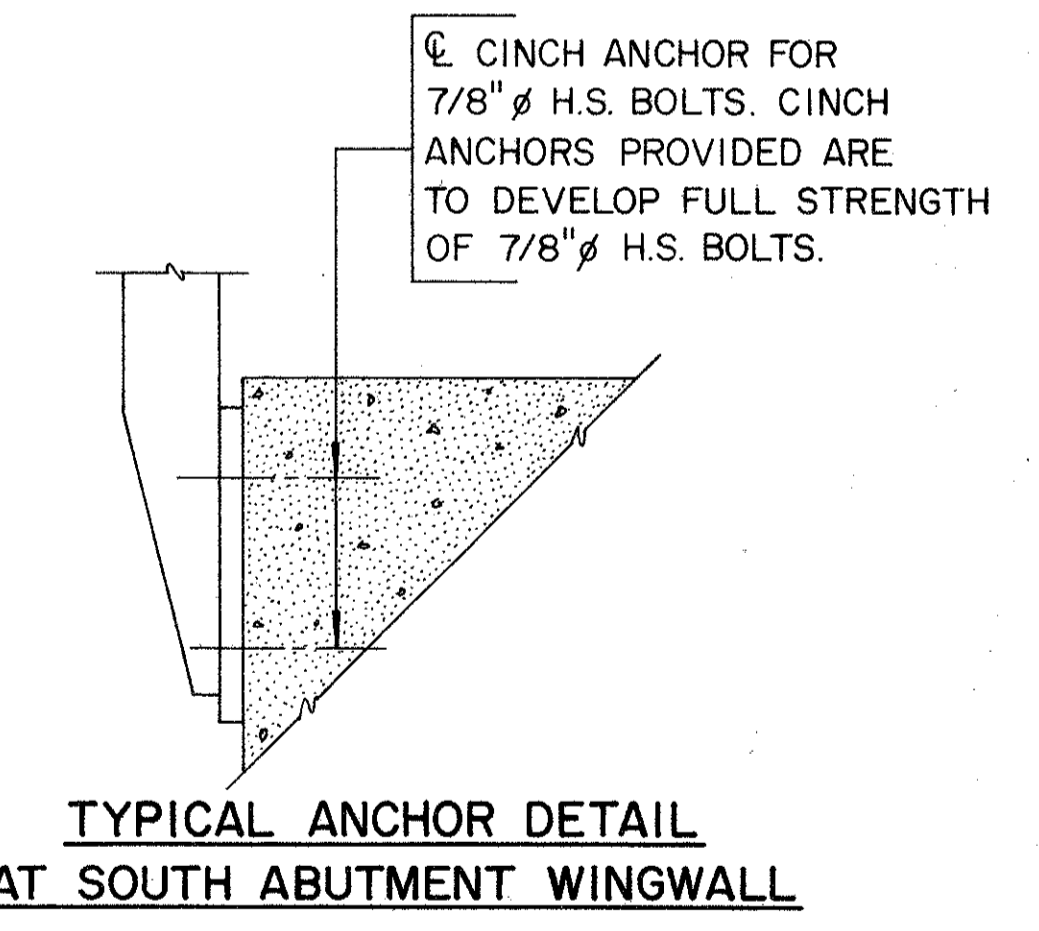 ℄ CINCH ANCHOR FOR
7/8"ø H.S. BOLTS. CINCH
ANCHORS PROVIDED ARE
TO DEVELOP FULL STRENGTH
OF 7/8"ø H.S. BOLTS.
TYPICAL ANCHOR DETAIL
AT SOUTH ABUTMENT WINGWALL